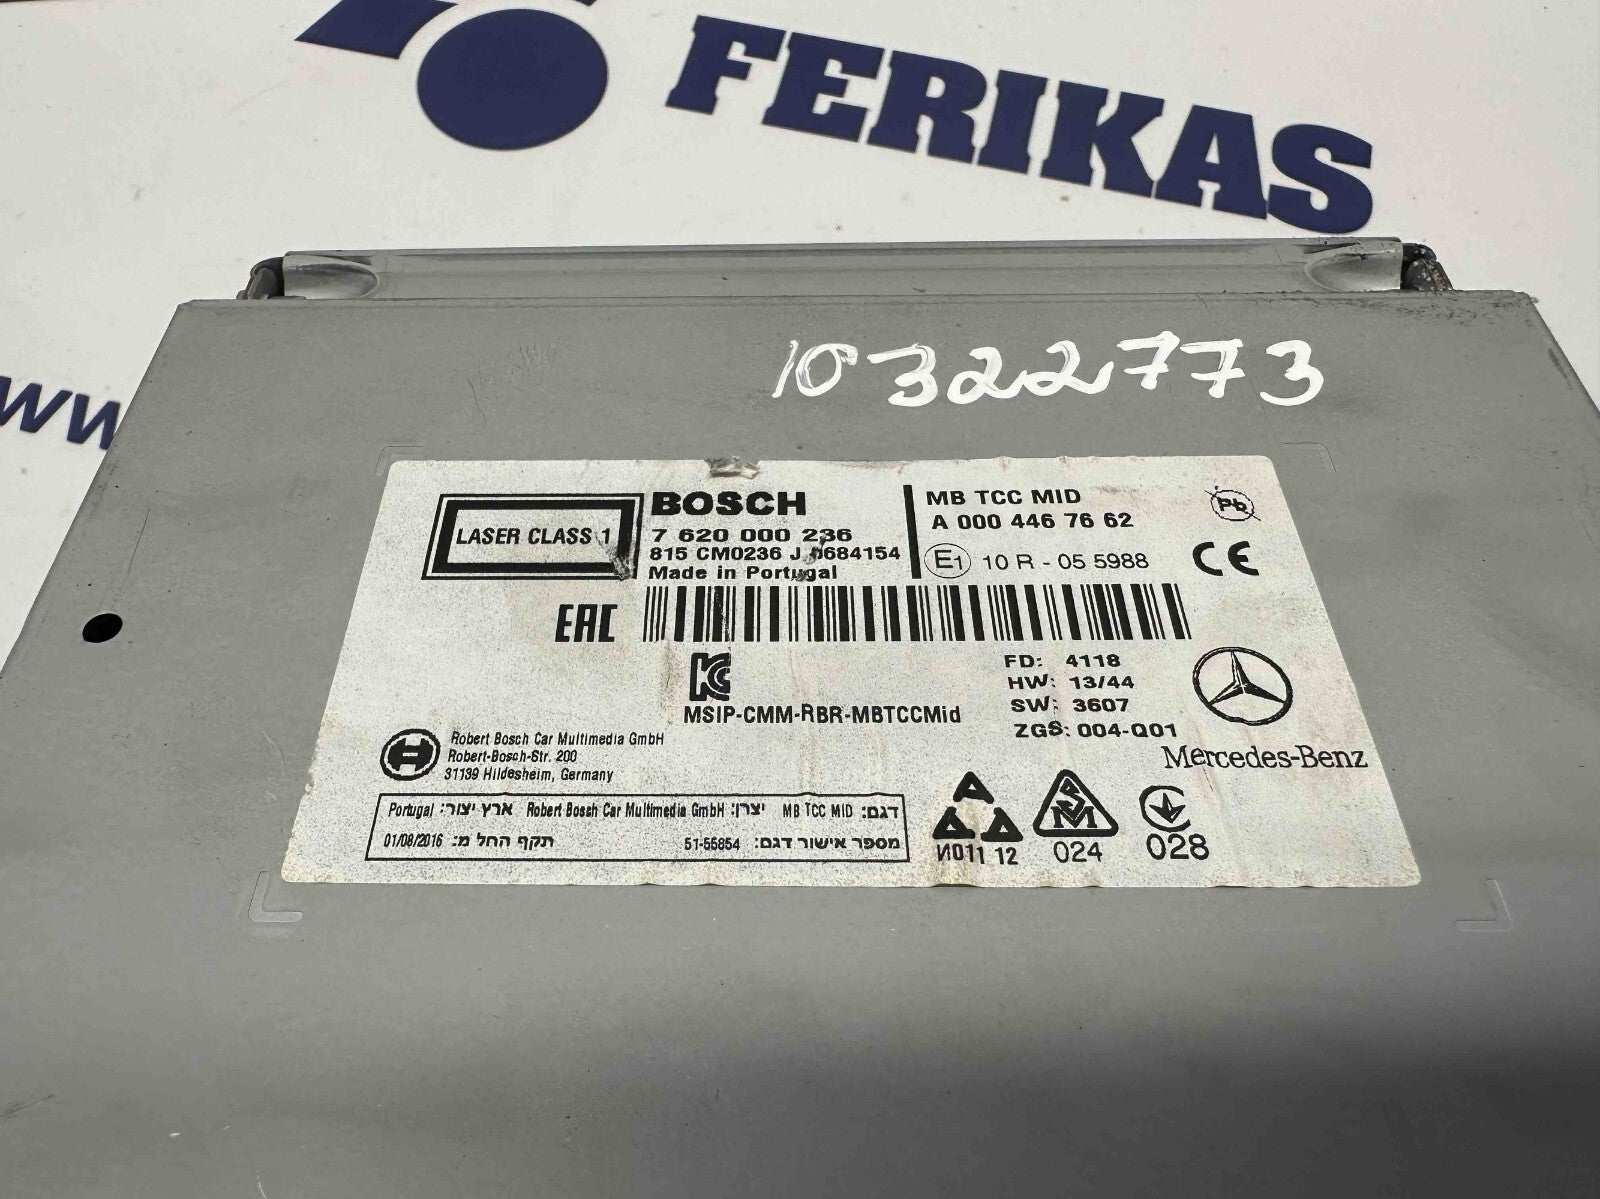 FERIKAS
ww
10322773
LASER CLASS 1
BOSCH
7 620 000 236
815 CM0236 J 0684154
Made in Portugal
MB TCC MID
A 000 446 76 62
E1 10 R - 05 5988
Pb
CE
EAC
FD: 4118
HW: 13/44
SW: 3607
ZGS: 004-Q01
KC
MSIP-CMM-RBR-MBTCCMid
Mercedes-Benz
Robert Bosch Car Multimedia GmbH
Robert-Bosch-Str. 200
31139 Hildesheim, Germany
דגם: MB TCC MID יצרן: Robert Bosch Car Multimedia GmbH ארץ יצור: Portugal
מספר אישור דגם: 51-55854 תקף החל מ: 01/08/2016
N011 12
024
028